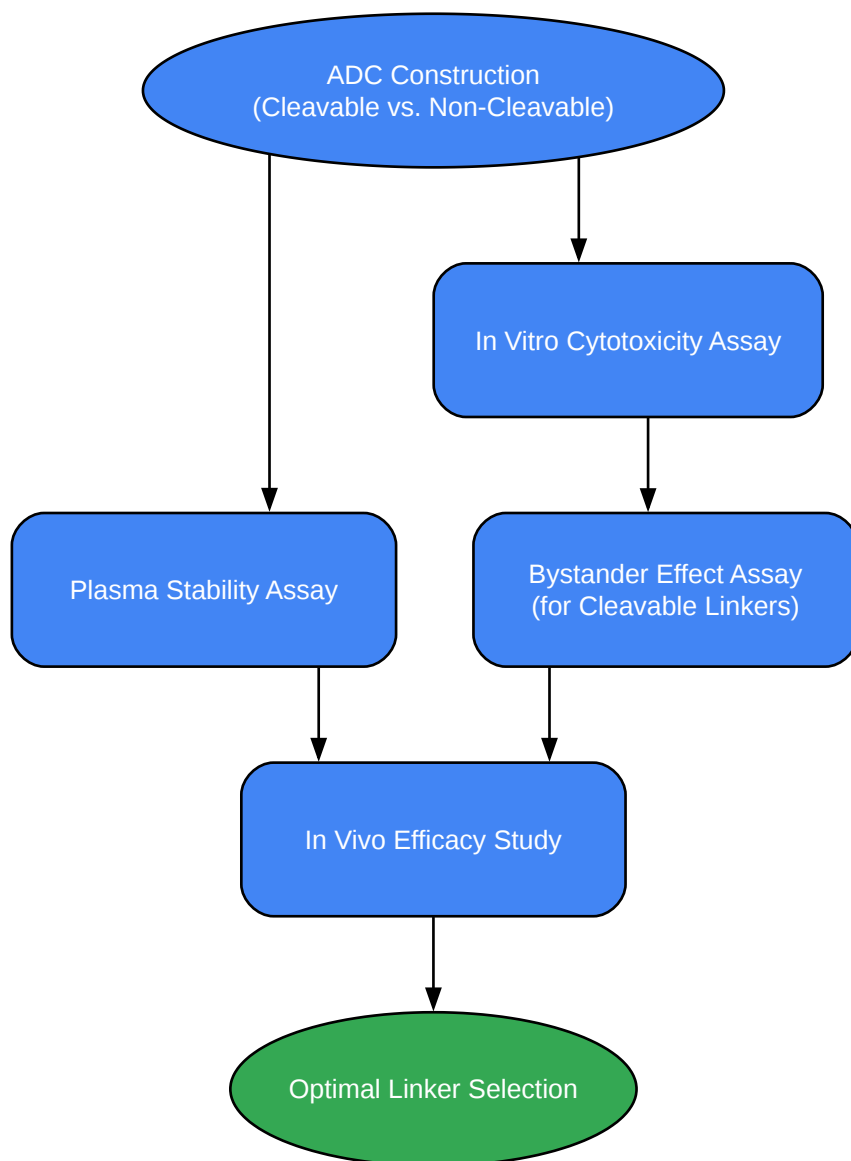 ADC Construction
(Cleavable vs. Non-Cleavable)
In Vitro Cytotoxicity Assay
Plasma Stability Assay
Bystander Effect Assay
(for Cleavable Linkers)
In Vivo Efficacy Study
Optimal Linker Selection